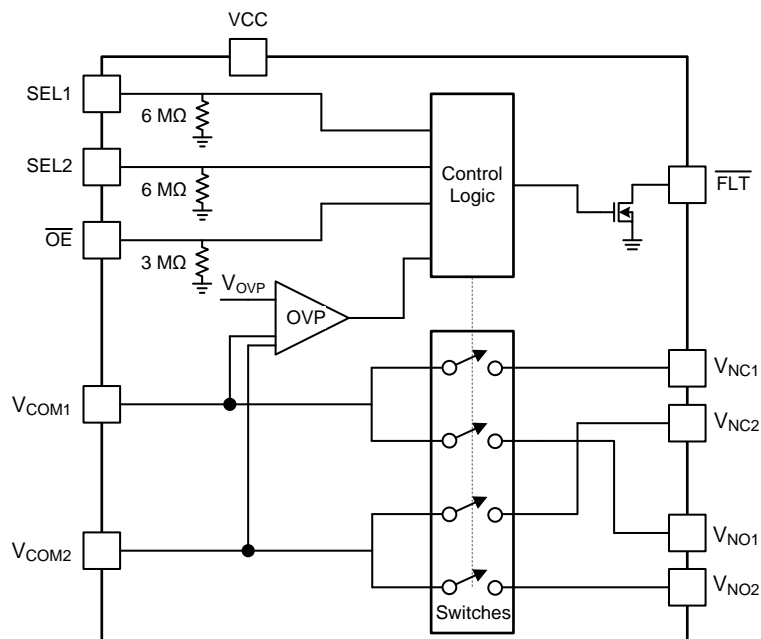 VCC
SEL1
6 MΩ
SEL2
6 MΩ
Control
Logic
FLT
OE
3 MΩ
VOVP
OVP
VCOM1
VNC1
VNC2
VCOM2
VNO1
VNO2
Switches